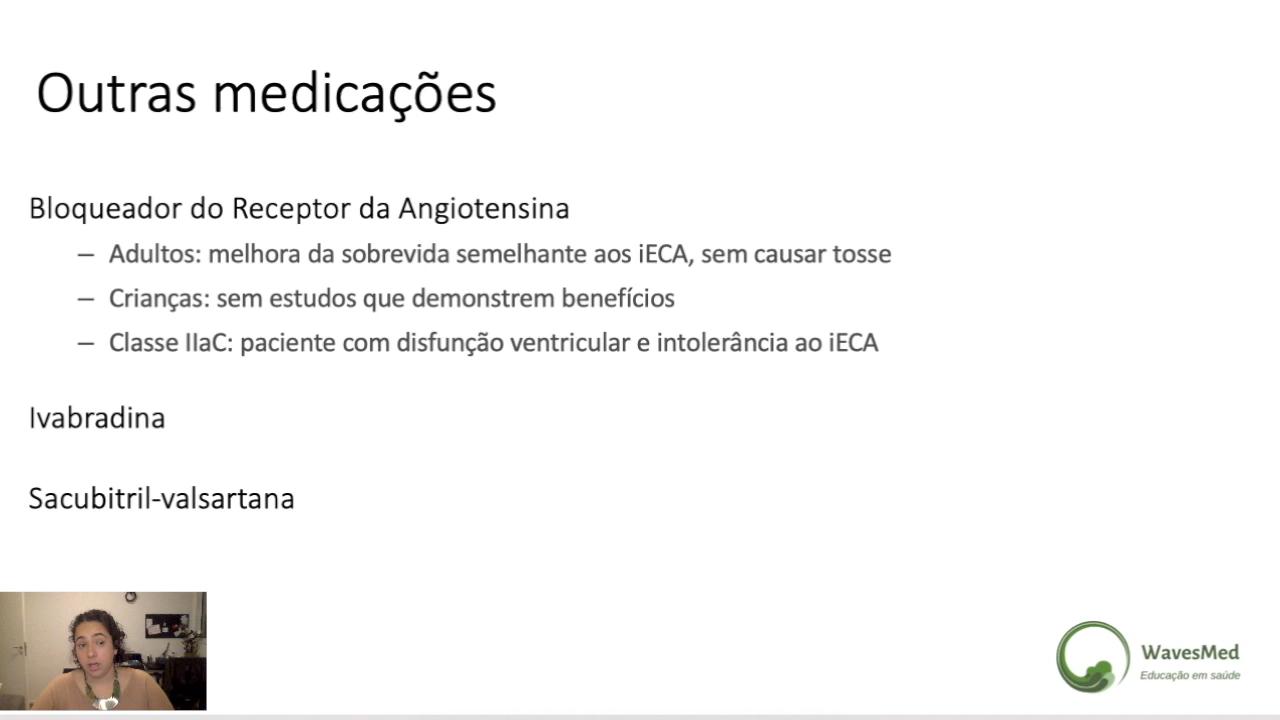 Outras medicações
Bloqueador do Receptor da Angiotensina
– Adultos: melhora da sobrevida semelhante aos iECA, sem causar tosse
– Crianças: sem estudos que demonstrem benefícios
– Classe IIaC: paciente com disfunção ventricular e intolerância ao iECA
Ivabradina
Sacubitril-valsartana
WavesMed
Educação em saúde